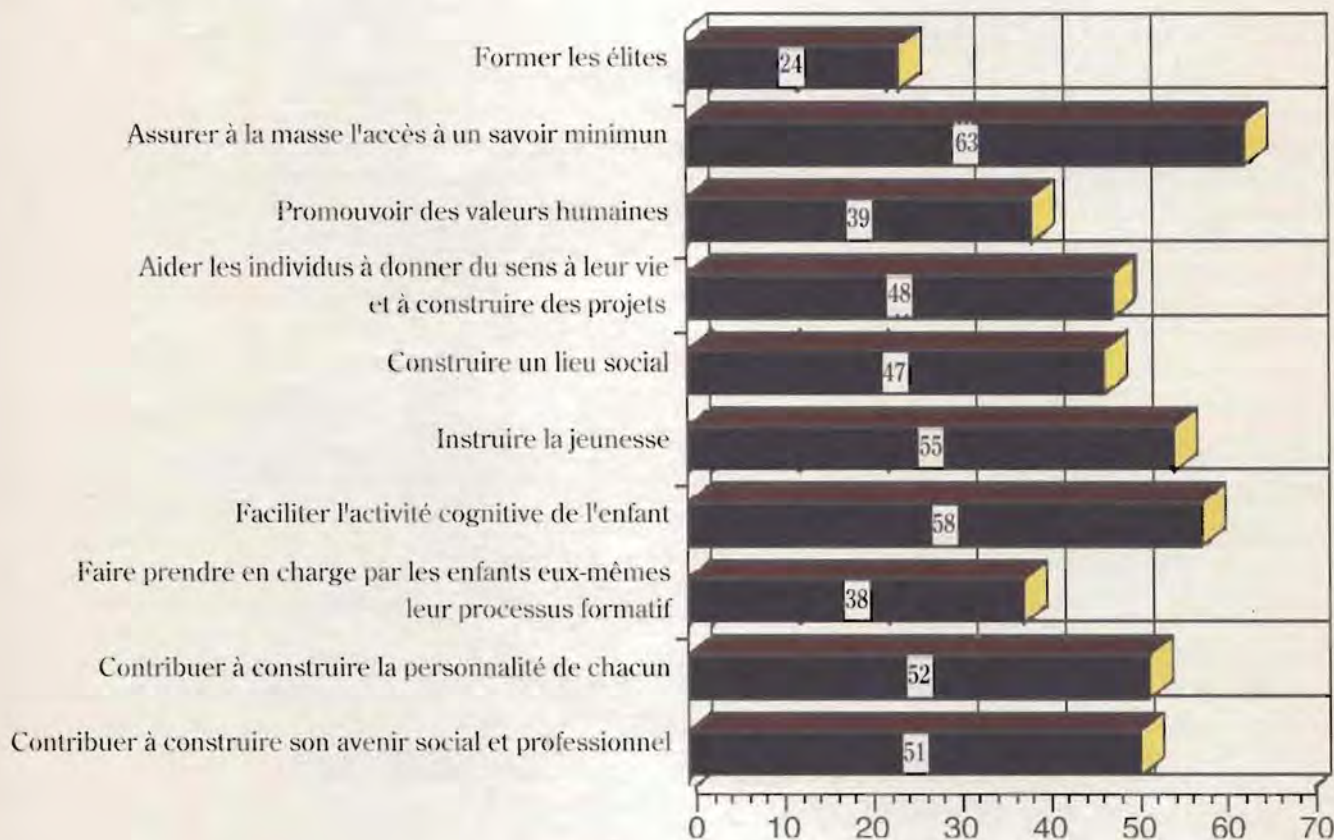 Former les élites
24
Assurer à la masse l'accès à un savoir minimun
63
Promouvoir des valeurs humaines
39
Aider les individus à donner du sens à leur vie
et à construire des projets
48
Construire un lieu social
47
Instruire la jeunesse
55
Faciliter l'activité cognitive de l'enfant
58
Faire prendre en charge par les enfants eux-mêmes
leur processus formatif
38
Contribuer à construire la personnalité de chacun
52
Contribuer à construire son avenir social et professionnel
51
0 10 20 30 40 50 60 70